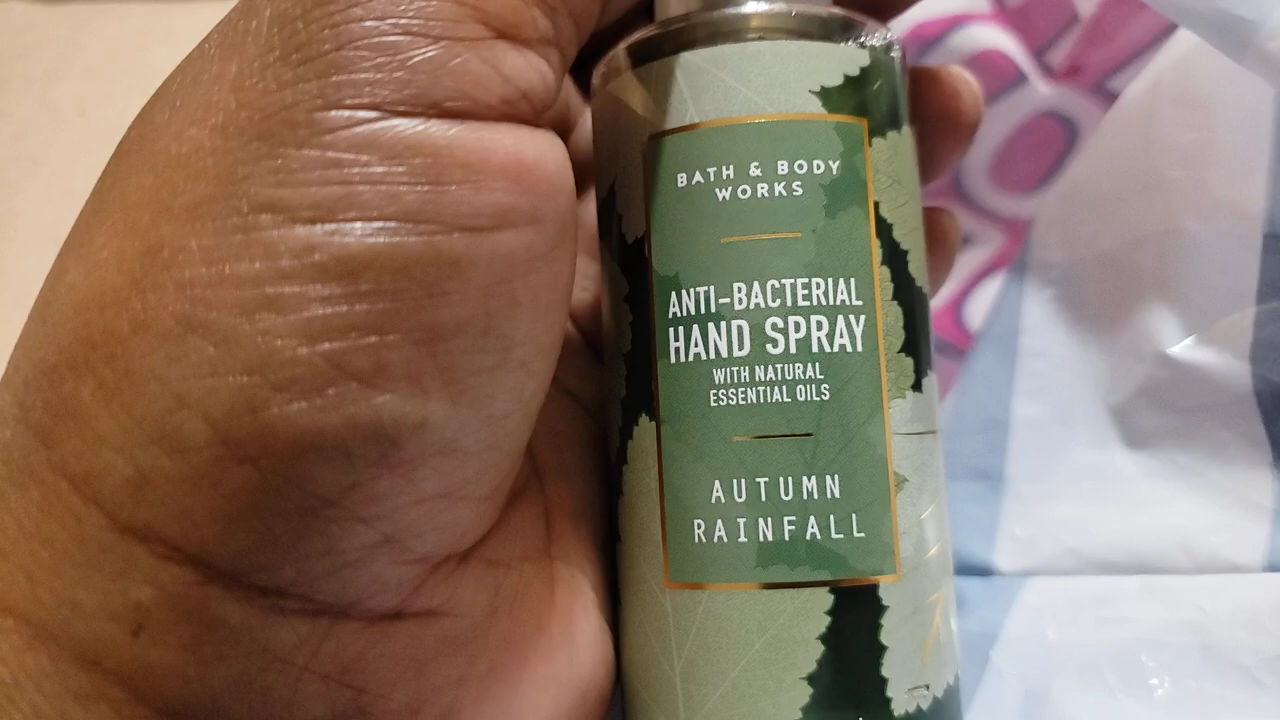 BATH & BODY
WORKS
ANTI-BACTERIAL
HAND SPRAY
WITH NATURAL
ESSENTIAL OILS
AUTUMN
RAINFALL